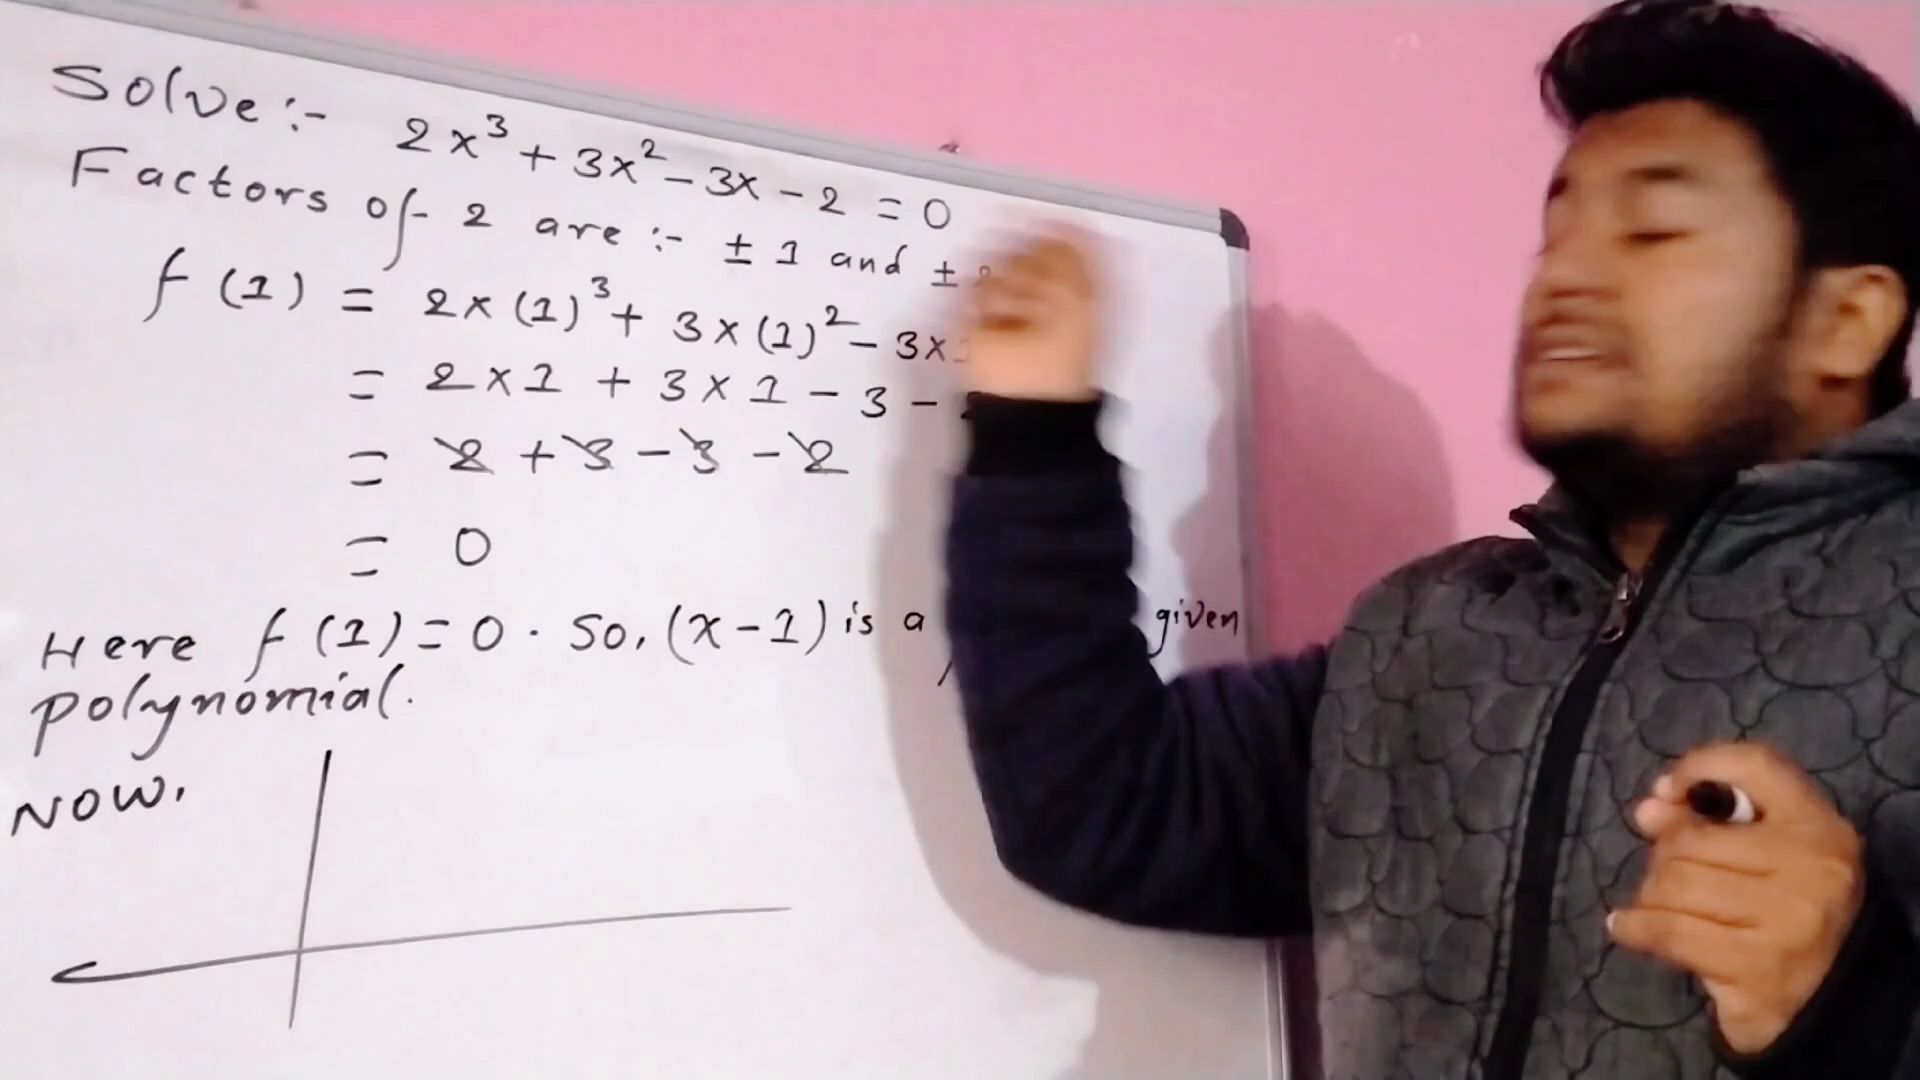 Solve :- 2x³ + 3x² - 3x - 2 = 0
Factors of 2 are :- ± 1 and ±
f (1) = 2 × (1)³ + 3 × (1)² - 3 ×
= 2 × 1 + 3 × 1 - 3 -
= 2 + 3 - 3 - 2
= 0
Here f (1) = 0 . So, (x - 1) is a given
polynomial.
NOW,